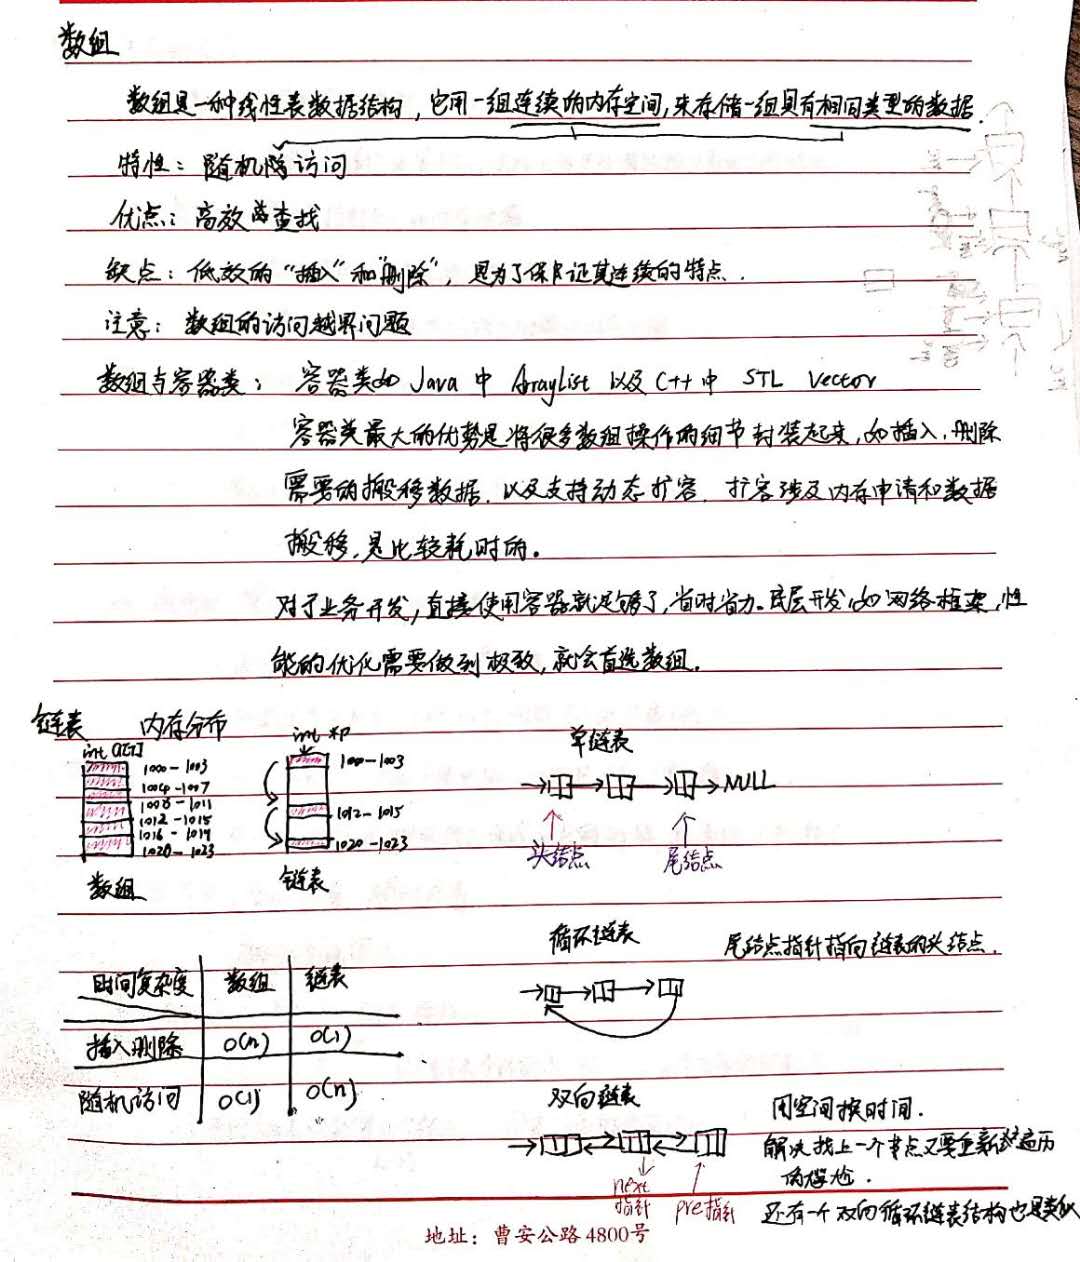 数组
数组是一种线性表数据结构，它用一组连续的内存空间，来存储一组具有相同类型的数据．
特性：随机访问
优点：高效的查找
缺点：低效的“插入”和“删除”，是为了保证其连续的特点．
注意：数组的访问越界问题
数组与容器类：容器类如 Java 中 ArrayList 以及 C++ 中 STL Vector
容器类最大的优势是将很多数组操作的细节封装起来，如插入，删除
需要的搬移数据．以及支持动态扩容．扩容涉及内存申请和数据
搬移，是比较耗时的。
对于业务开发，直接使用容器就足够了，省时省力。底层开发，如网络框架，性
能的优化需要做到极致，就会首选数组．
链表 内存分布
int a[]
1000-1003
1004-1007
1008-1011
1012-1015
1016-1019
1020-1023
数组
int *p
1000-1003
1012-1015
1020-1023
链表
单链表
NULL
头结点
尾结点
循环链表
尾结点指针指向链表的头结点．
时间复杂度 数组 链表
插入删除 O(n) O(1)
随机访问 O(1) O(n)
双向链表
next
指针
pre指针
用空间换时间．
解决找上一个节点又要重新遍历
的尴尬．
还有一个双向循环链表结构也是类似
地址：曹安公路4800号